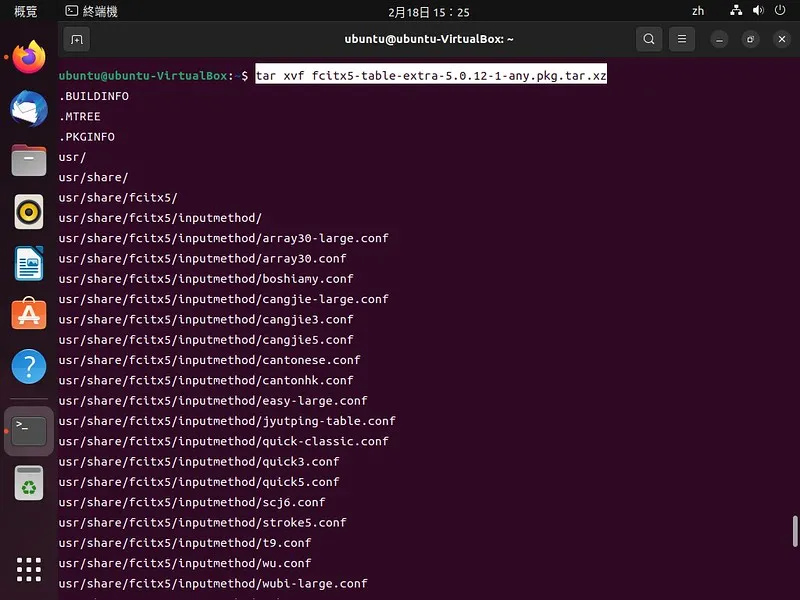 概覽 終端機 2月18日 15：25 zh
ubuntu@ubuntu-VirtualBox: ~
ubuntu@ubuntu-VirtualBox:~$ tar xvf fcitx5-table-extra-5.0.12-1-any.pkg.tar.xz
.BUILDINFO
.MTREE
.PKGINFO
usr/
usr/share/
usr/share/fcitx5/
usr/share/fcitx5/inputmethod/
usr/share/fcitx5/inputmethod/array30-large.conf
usr/share/fcitx5/inputmethod/array30.conf
usr/share/fcitx5/inputmethod/boshiamy.conf
usr/share/fcitx5/inputmethod/cangjie-large.conf
usr/share/fcitx5/inputmethod/cangjie3.conf
usr/share/fcitx5/inputmethod/cangjie5.conf
usr/share/fcitx5/inputmethod/cantonese.conf
usr/share/fcitx5/inputmethod/cantonhk.conf
usr/share/fcitx5/inputmethod/easy-large.conf
usr/share/fcitx5/inputmethod/jyutping-table.conf
usr/share/fcitx5/inputmethod/quick-classic.conf
usr/share/fcitx5/inputmethod/quick3.conf
usr/share/fcitx5/inputmethod/quick5.conf
usr/share/fcitx5/inputmethod/scj6.conf
usr/share/fcitx5/inputmethod/stroke5.conf
usr/share/fcitx5/inputmethod/t9.conf
usr/share/fcitx5/inputmethod/wu.conf
usr/share/fcitx5/inputmethod/wubi-large.conf